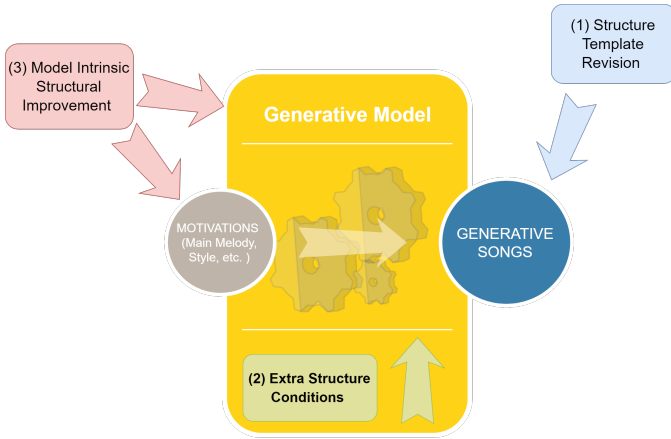 (1) Structure
Template
Revision
(3) Model Intrinsic
Structural
Improvement
Generative Model
MOTIVATIONS
(Main Melody,
Style, etc. )
GENERATIVE
SONGS
(2) Extra Structure
Conditions